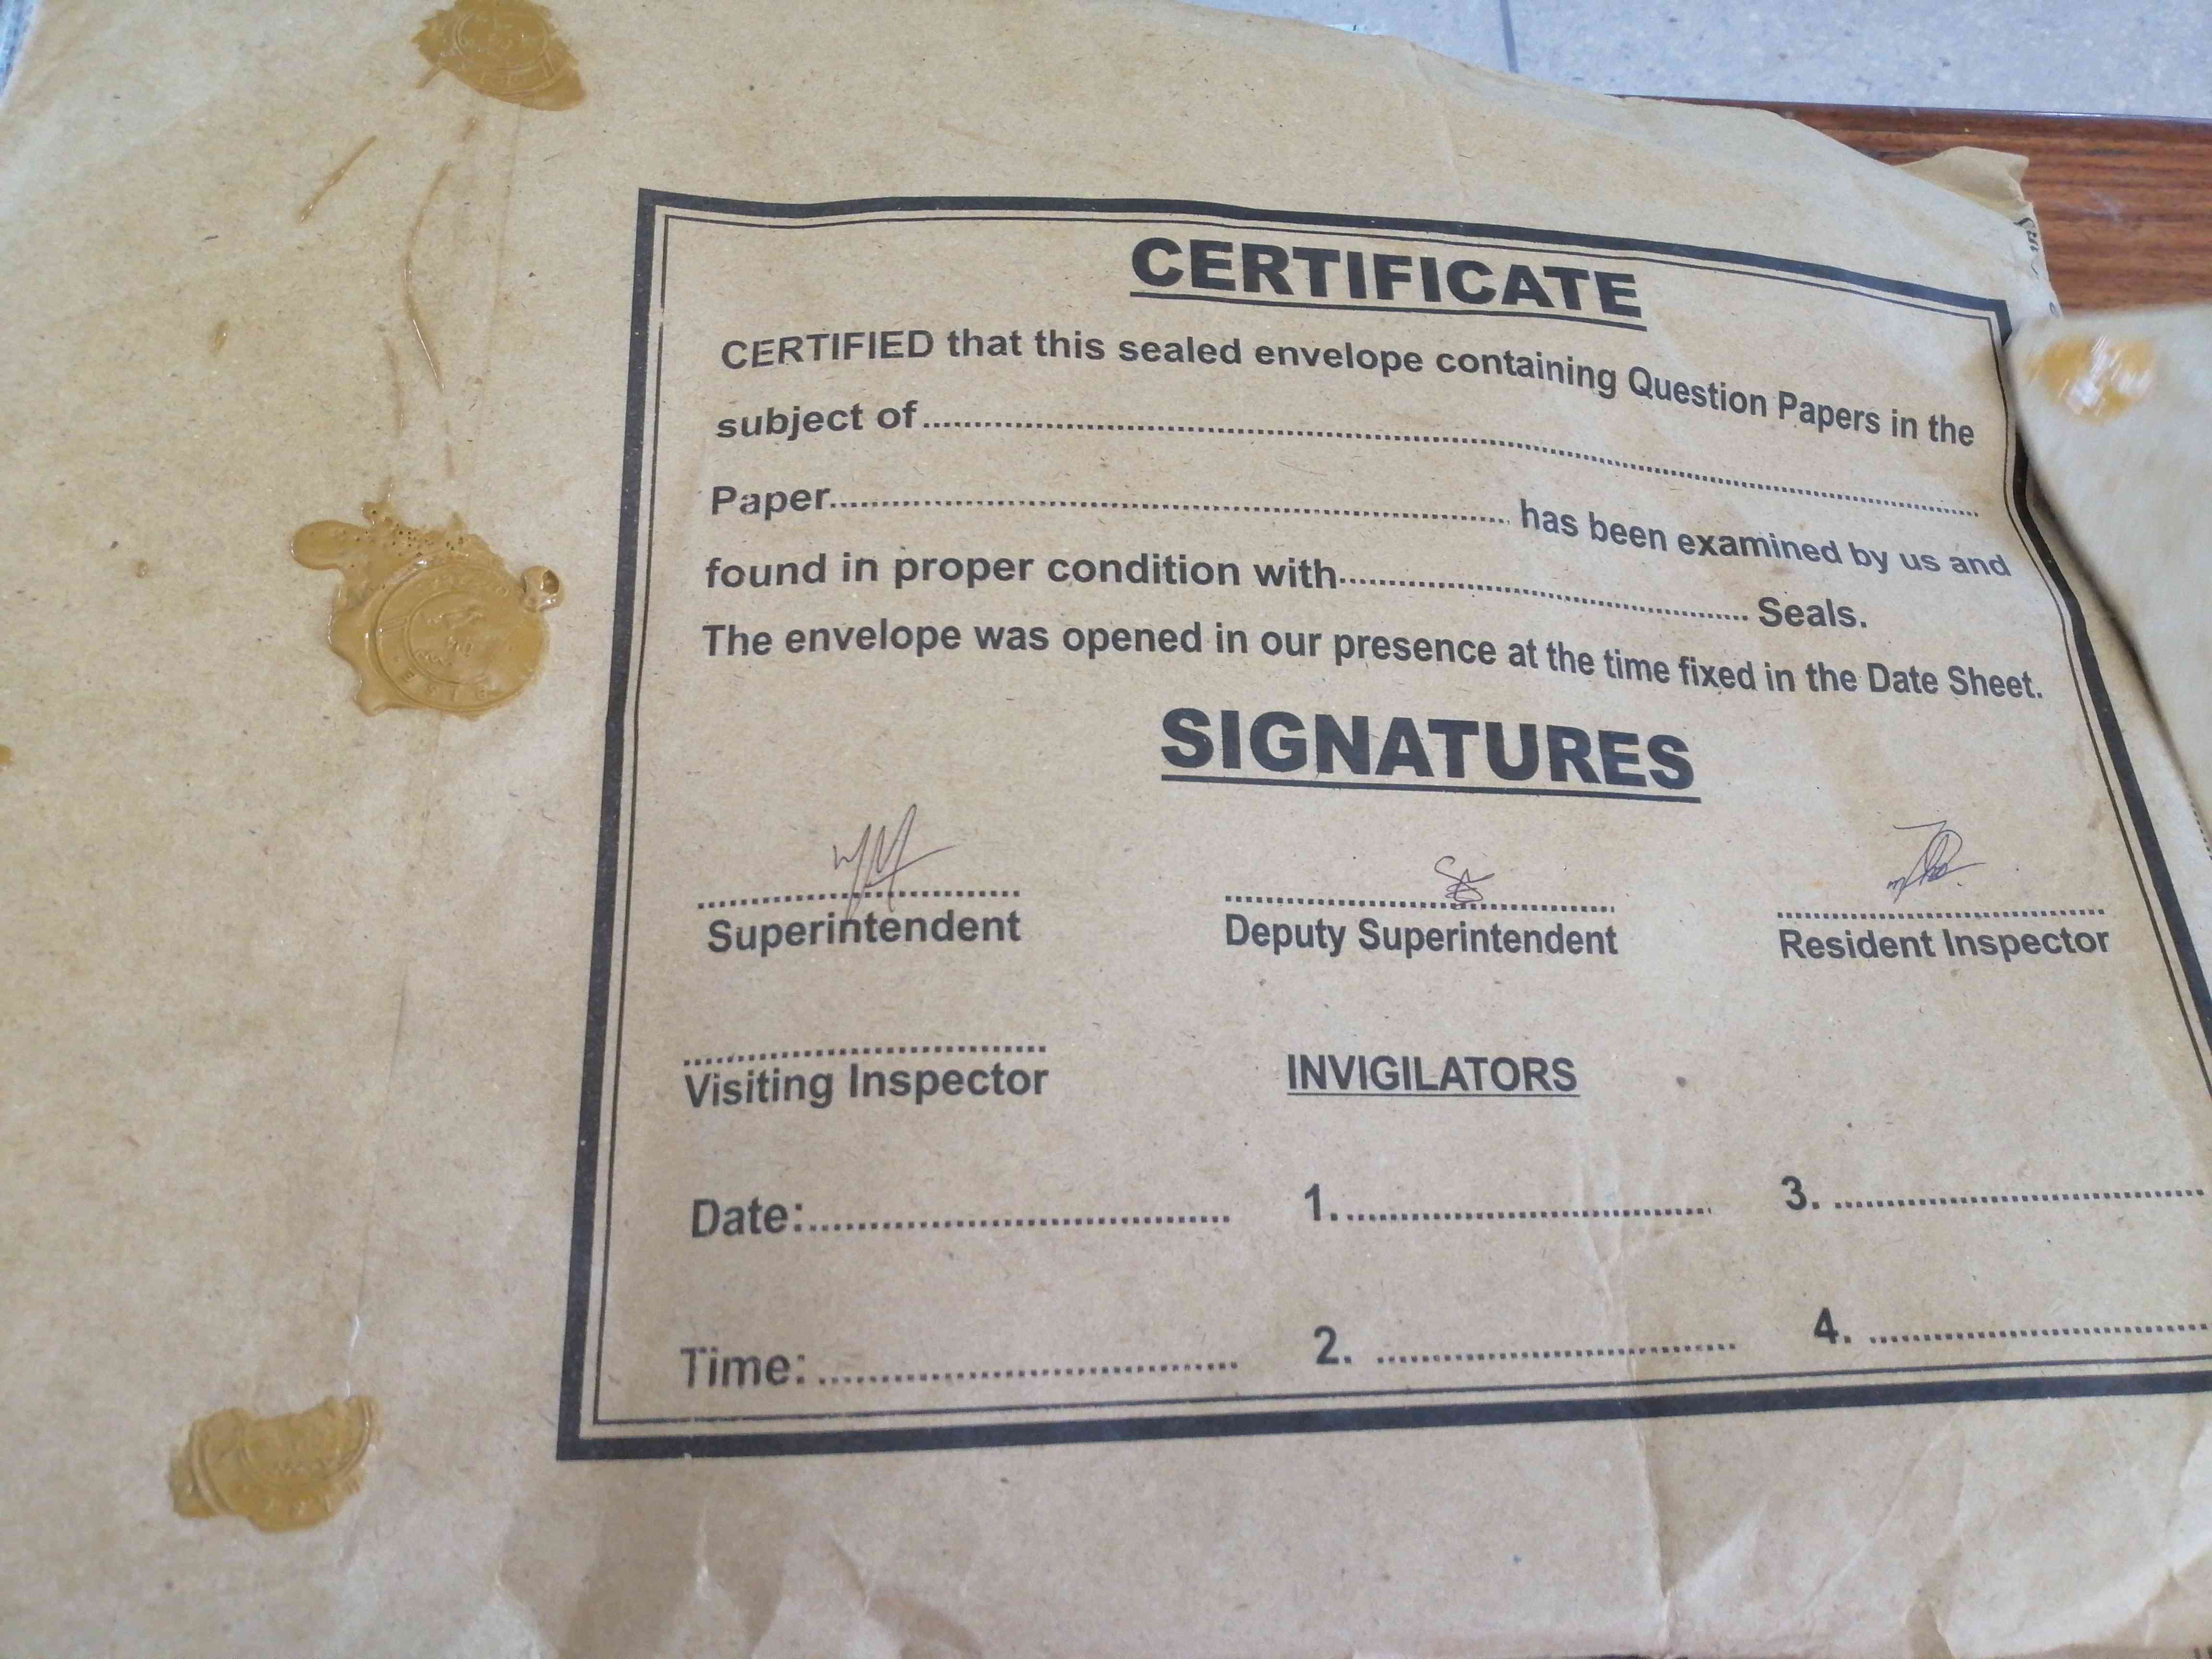 CERTIFICATE
CERTIFIED that this sealed envelope containing Question Papers in the
subject of..........
Paper.......... has been examined by us and
found in proper condition with.......... Seals.
The envelope was opened in our presence at the time fixed in the Date Sheet.
SIGNATURES
Superintendent Deputy Superintendent Resident Inspector
Visiting Inspector INVIGILATORS
Date:.......... 1........... 3. ..........
Time:.......... 2. .......... 4. ..........